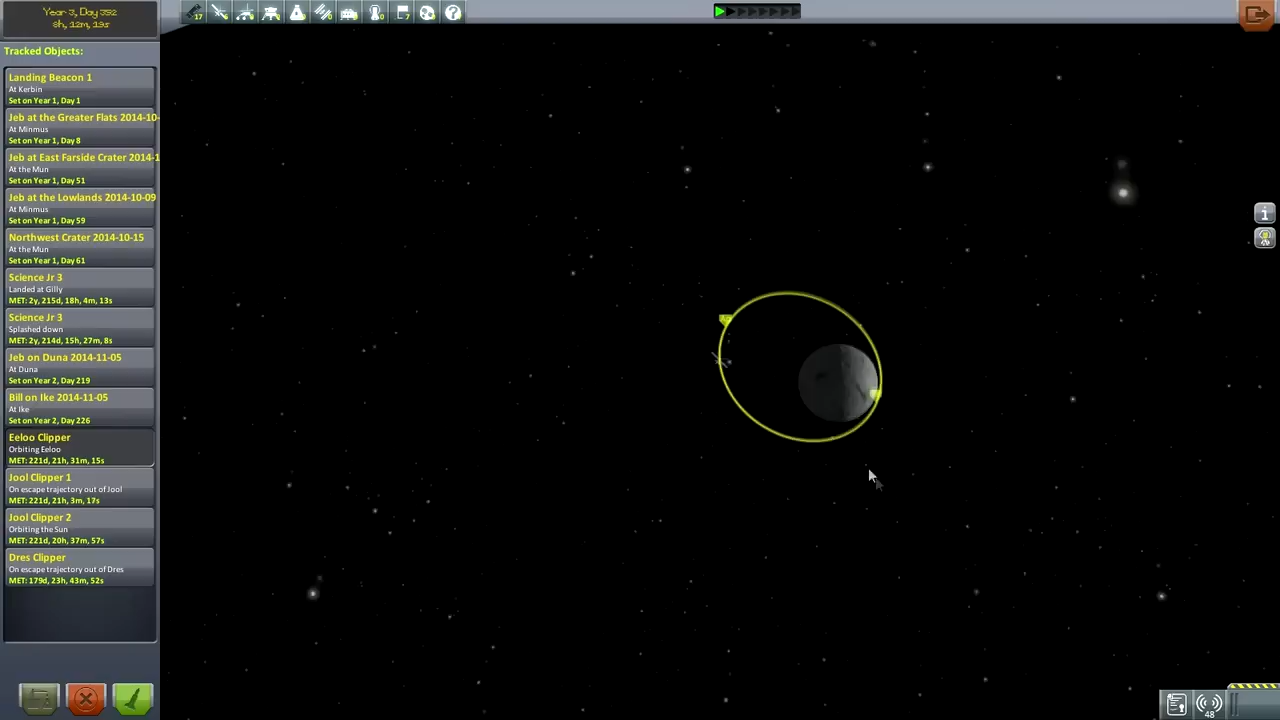 Year 3, Day 392
17
0
7
0
Tracked Objects:
Landing Beacon 1
At Kerbin
Set on Year 1, Day 1
Jeb at the Greater Flats 2014-10-
At Minmus
Set on Year 1, Day 8
Jeb at East Farside Crater 2014-1
At the Mun
Set on Year 1, Day 51
Jeb at the Lowlands 2014-10-09
At Minmus
Set on Year 1, Day 59
Northwest Crater 2014-10-15
At the Mun
Set on Year 1, Day 61
Science Jr 3
Landed at Gilly
MET: 2y, 215d, 18h, 4m, 13s
Science Jr 3
Splashed down
MET: 2y, 214d, 15h, 27m, 8s
Jeb on Duna 2014-11-05
At Duna
Set on Year 2, Day 219
Bill on Ike 2014-11-05
At Ike
Set on Year 2, Day 226
Eeloo Clipper
Orbiting Eeloo
MET: 221d, 21h, 31m, 15s
Jool Clipper 1
On escape trajectory out of Jool
MET: 221d, 21h, 3m, 17s
Jool Clipper 2
Orbiting the Sun
MET: 221d, 20h, 37m, 57s
Dres Clipper
On escape trajectory out of Dres
MET: 179d, 23h, 43m, 52s
48